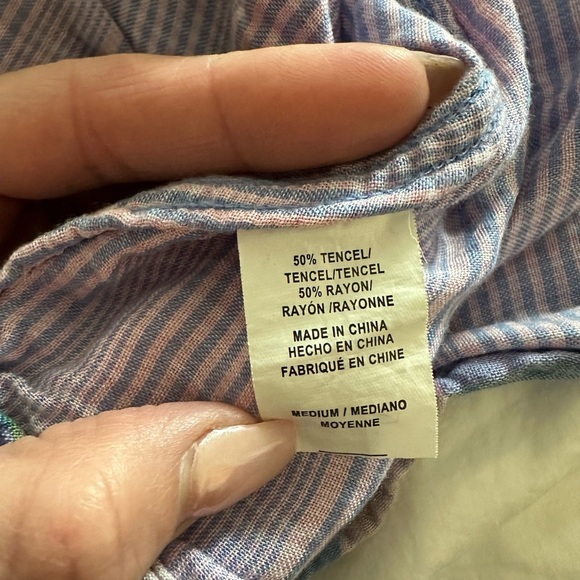 50% TENCEL/
TENCEL/TENCEL
50% RAYON/
RAYÓN /RAYONNE
MADE IN CHINA
HECHO EN CHINA
FABRIQUÉ EN CHINE
MEDIUM / MEDIANO
MOYENNE